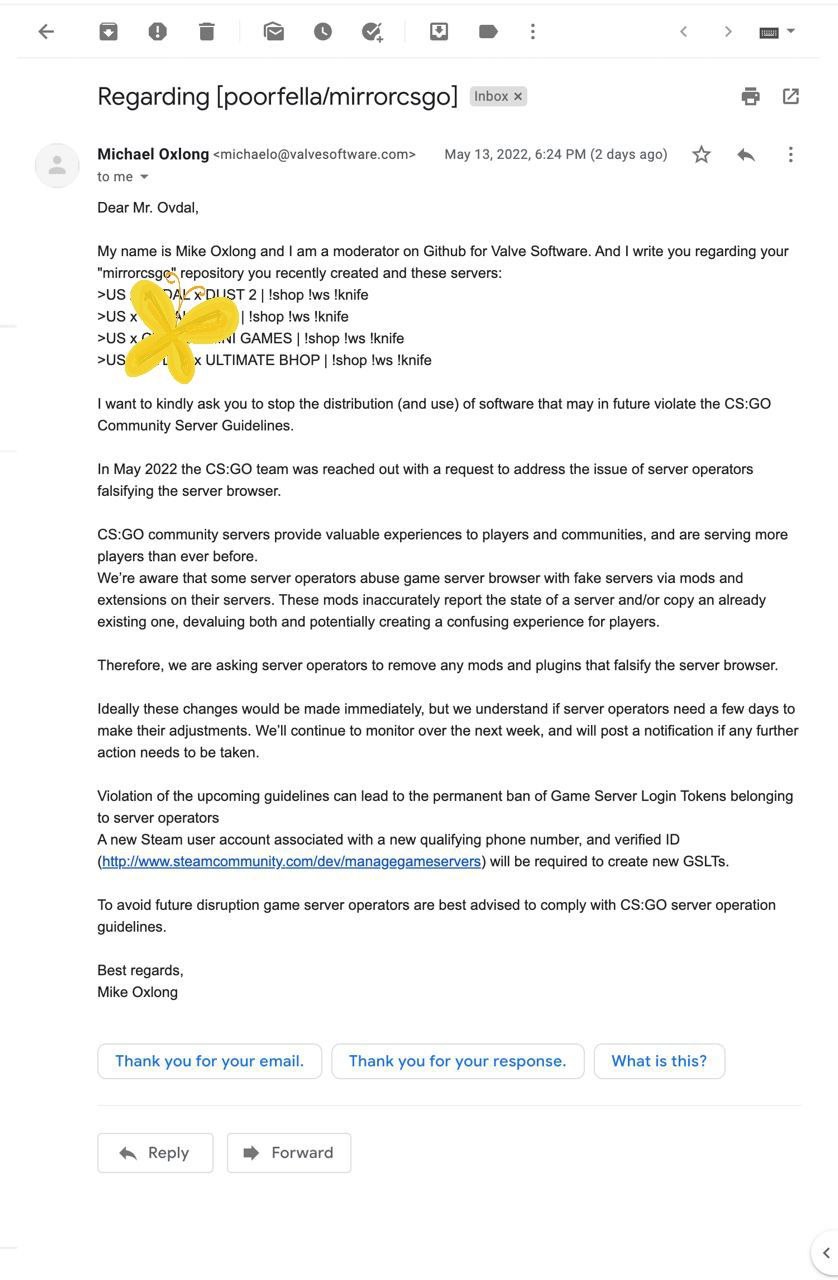 Regarding [poorfella/mirrorcsgo] Inbox ×
Michael Oxlong <michaelo@valvesoftware.com> May 13, 2022, 6:24 PM (2 days ago)
to me
Dear Mr. Ovdal,
My name is Mike Oxlong and I am a moderator on Github for Valve Software. And I write you regarding your
"mirrorcsgo" repository you recently created and these servers:
>US x DUST 2 | !shop !ws !knife
>US x | !shop !ws !knife
>US x GAMES | !shop !ws !knife
>US x ULTIMATE BHOP | !shop !ws !knife
I want to kindly ask you to stop the distribution (and use) of software that may in future violate the CS:GO
Community Server Guidelines.
In May 2022 the CS:GO team was reached out with a request to address the issue of server operators
falsifying the server browser.
CS:GO community servers provide valuable experiences to players and communities, and are serving more
players than ever before.
We're aware that some server operators abuse game server browser with fake servers via mods and
extensions on their servers. These mods inaccurately report the state of a server and/or copy an already
existing one, devaluing both and potentially creating a confusing experience for players.
Therefore, we are asking server operators to remove any mods and plugins that falsify the server browser.
Ideally these changes would be made immediately, but we understand if server operators need a few days to
make their adjustments. We'll continue to monitor over the next week, and will post a notification if any further
action needs to be taken.
Violation of the upcoming guidelines can lead to the permanent ban of Game Server Login Tokens belonging
to server operators
A new Steam user account associated with a new qualifying phone number, and verified ID
(http://www.steamcommunity.com/dev/managegameservers) will be required to create new GSLTs.
To avoid future disruption game server operators are best advised to comply with CS:GO server operation
guidelines.
Best regards,
Mike Oxlong
Thank you for your email. Thank you for your response. What is this?
Reply Forward